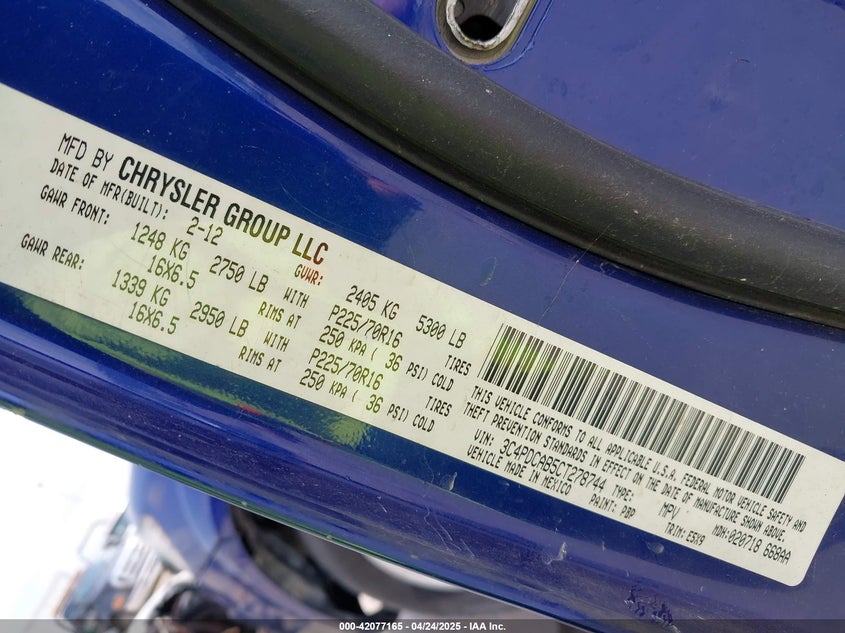 MFD BY CHRYSLER GROUP LLC
DATE OF MFR(BUILT): 2-12 GVWR: 2405 KG 5300 LB
GAWR FRONT: 1248 KG 2750 LB WITH P225/70R16 TIRES
16X6.5 RIMS AT 250 KPA ( 36 PSI) COLD
GAWR REAR: 1339 KG 2950 LB WITH P225/70R16 TIRES
16X6.5 RIMS AT 250 KPA ( 36 PSI) COLD
THIS VEHICLE CONFORMS TO ALL APPLICABLE U.S.A. FEDERAL MOTOR VEHICLE SAFETY AND
THEFT PREVENTION STANDARDS IN EFFECT ON THE DATE OF MANUFACTURE SHOWN ABOVE.
VIN: 3C4PDCAB5CT278744 TYPE: MPV MDH:020718 668AA
VEHICLE MADE IN MEXICO PAINT: PBP TRIM: E5X9
000-42077165 - 04/24/2025 - IAA Inc.